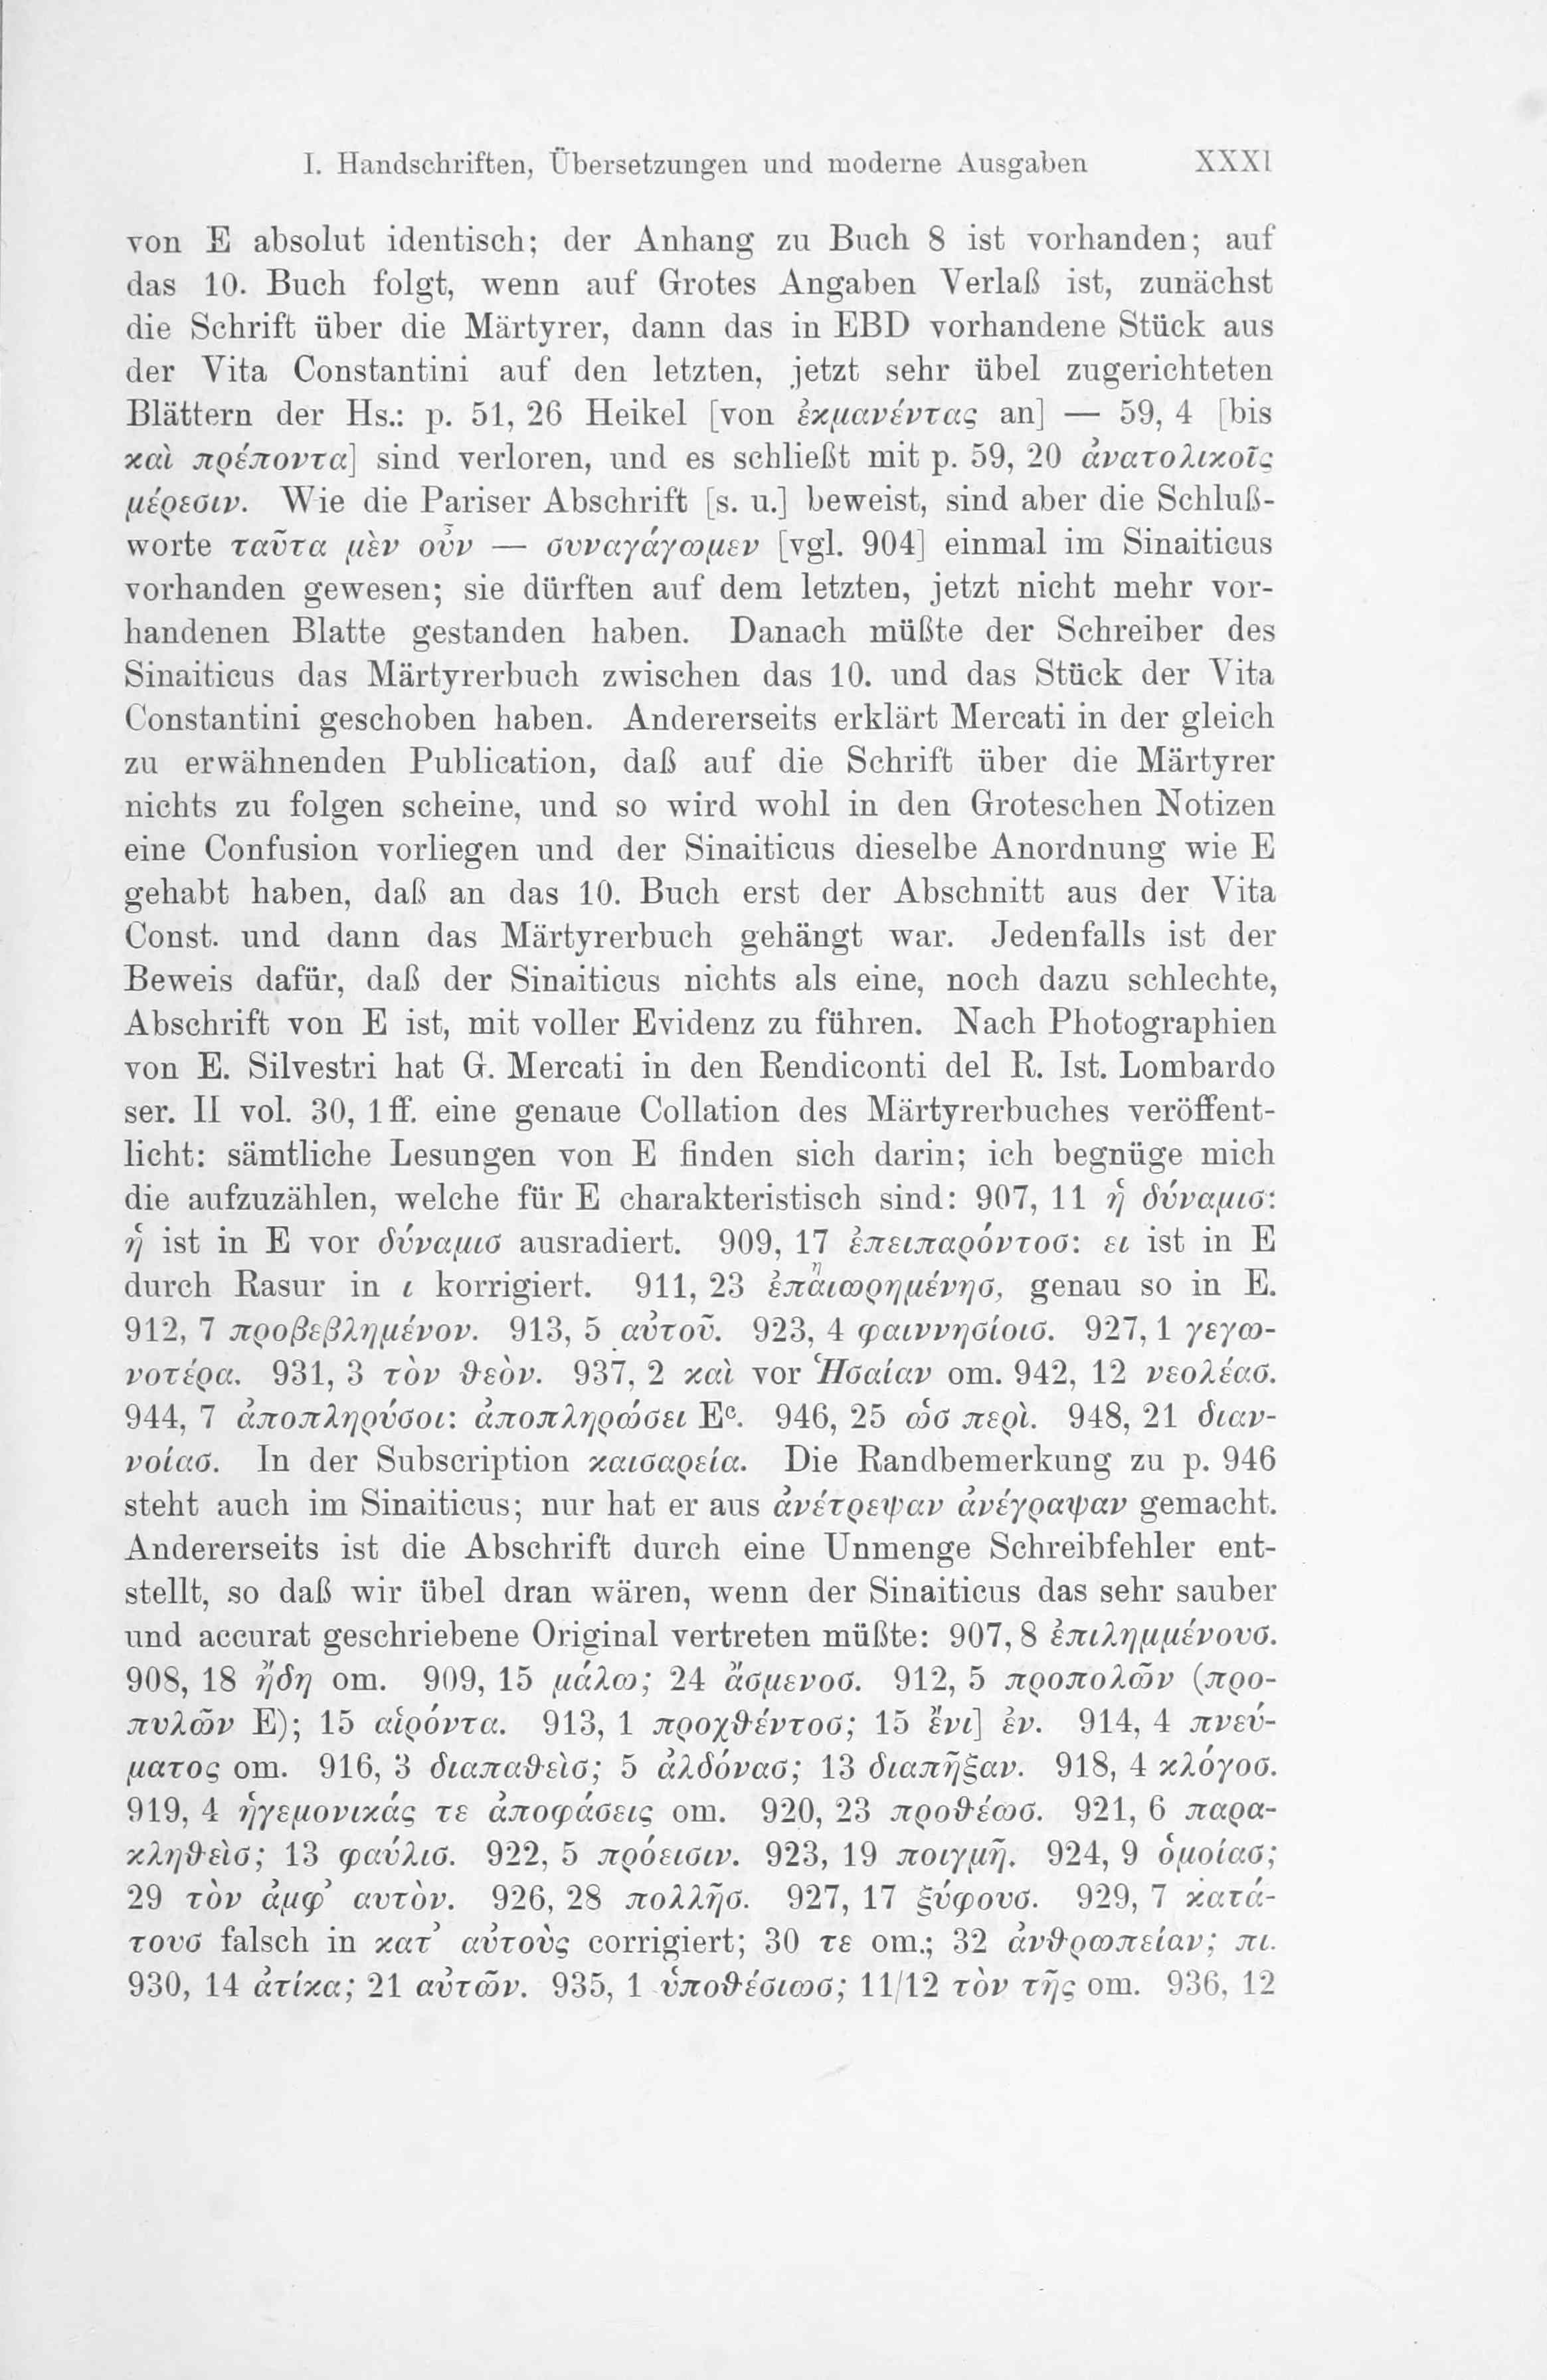 I. Handschriften, Übersetzungen und moderne Ausgaben XXXI
von E absolut identisch; der Anhang zu Buch 8 ist vorhanden; auf
das 10. Buch folgt, wenn auf Grotes Angaben Verlaß ist, zunächst
die Schrift über die Märtyrer, dann das in EBD vorhandene Stück aus
der Vita Constantini auf den letzten, jetzt sehr übel zugerichteten
Blättern der Hs.: p. 51, 26 Heikel [von ἐκμανέντας an] — 59, 4 [bis
καὶ πρέποντα] sind verloren, und es schließt mit p. 59, 20 ἀνατολικοῖς
μέρεσιν. Wie die Pariser Abschrift [s. u.] beweist, sind aber die Schluß-
worte ταῦτα μὲν οὖν — συναγάγωμεν [vgl. 904] einmal im Sinaiticus
vorhanden gewesen; sie dürften auf dem letzten, jetzt nicht mehr vor-
handenen Blatte gestanden haben. Danach müßte der Schreiber des
Sinaiticus das Märtyrerbuch zwischen das 10. und das Stück der Vita
Constantini geschoben haben. Andererseits erklärt Mercati in der gleich
zu erwähnenden Publication, daß auf die Schrift über die Märtyrer
nichts zu folgen scheine, und so wird wohl in den Groteschen Notizen
eine Confusion vorliegen und der Sinaiticus dieselbe Anordnung wie E
gehabt haben, daß an das 10. Buch erst der Abschnitt aus der Vita
Const. und dann das Märtyrerbuch gehängt war. Jedenfalls ist der
Beweis dafür, daß der Sinaiticus nichts als eine, noch dazu schlechte,
Abschrift von E ist, mit voller Evidenz zu führen. Nach Photographien
von E. Silvestri hat G. Mercati in den Rendiconti del R. Ist. Lombardo
ser. II vol. 30, 1ff. eine genaue Collation des Märtyrerbuches veröffent-
licht: sämtliche Lesungen von E finden sich darin; ich begnüge mich
die aufzuzählen, welche für E charakteristisch sind: 907, 11 ἡ δύναμισ:
ἡ ist in E vor δύναμισ ausradiert. 909, 17 ἐπειπαρόντοσ: ει ist in E
durch Rasur in ι korrigiert. 911, 23 ἐπαιωρημένησ, genau so in E.
912, 7 προβεβλημένον. 913, 5 αὐτοῦ. 923, 4 φαιννησίοισ. 927, 1 γεγω-
νοτέρα. 931, 3 τὸν θεὸν. 937, 2 καὶ vor Ἡσαίαν om. 942, 12 νεολέασ.
944, 7 ἀποπληρύσοι: ἀποπληρώσει Eᶜ. 946, 25 ὡσ περὶ. 948, 21 διαν-
νοίασ. In der Subscription καισαρεία. Die Randbemerkung zu p. 946
steht auch im Sinaiticus; nur hat er aus ἀνέτρεψαν ἀνέγραψαν gemacht.
Andererseits ist die Abschrift durch eine Unmenge Schreibfehler ent-
stellt, so daß wir übel dran wären, wenn der Sinaiticus das sehr sauber
und accurat geschriebene Original vertreten müßte: 907, 8 ἐπιλημμένουσ.
908, 18 ἤδη om. 909, 15 μάλω; 24 ἄσμενοσ. 912, 5 προπολῶν (προ-
πυλῶν E); 15 αἱρόντα. 913, 1 προχθέντοσ; 15 ἔνι] ἐν. 914, 4 πνεύ-
ματος om. 916, 3 διαπαθεὶσ; 5 ἀλδόνασ; 13 διαπῆξαν. 918, 4 κλόγοσ.
919, 4 ἡγεμονικάς τε ἀποφάσεις om. 920, 23 προθέωσ. 921, 6 παρα-
κληθεὶσ; 13 φαύλισ. 922, 5 πρόεισιν. 923, 19 ποιγμῆ. 924, 9 ὁμοίασ;
29 τὸν ἀμφ’ αυτὸν. 926, 28 πολλῆσ. 927, 17 ξύφουσ. 929, 7 κατά-
τουσ falsch in κατ’ αὐτοὺς corrigiert; 30 τε om.; 32 ἀνθρωπείαν; πι.
930, 14 ἀτίκα; 21 αὐτῶν. 935, 1 ὑποθέσιωσ; 11/12 τὸν τῆς om. 936, 12